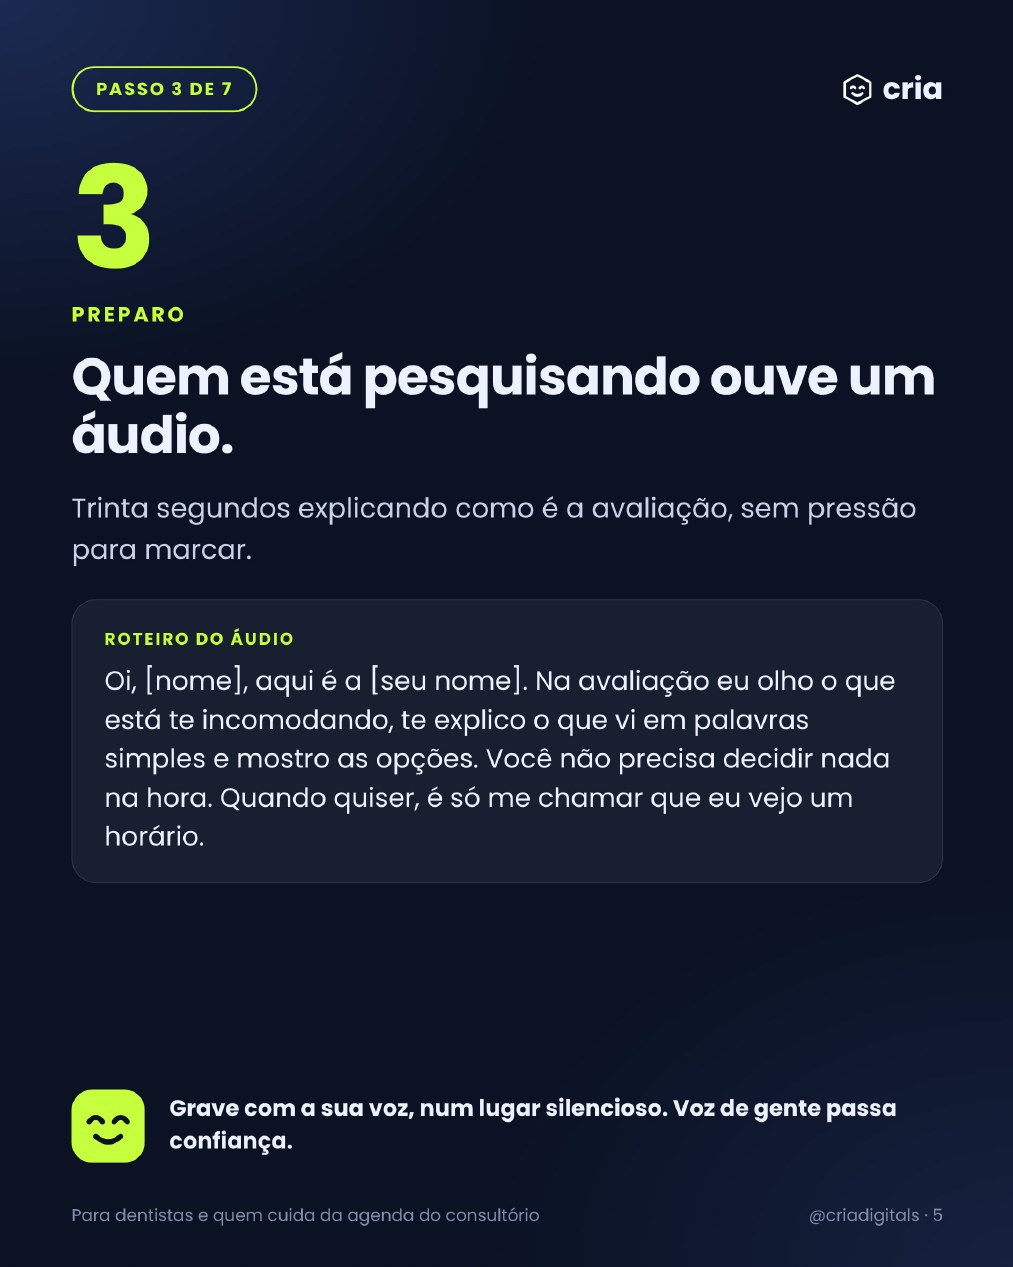 PASSO 3 DE 7
cria
3
PREPARO
Quem está pesquisando ouve um
áudio.
Trinta segundos explicando como é a avaliação, sem pressão
para marcar.
ROTEIRO DO ÁUDIO
Oi, [nome], aqui é a [seu nome]. Na avaliação eu olho o que
está te incomodando, te explico o que vi em palavras
simples e mostro as opções. Você não precisa decidir nada
na hora. Quando quiser, é só me chamar que eu vejo um
horário.
Grave com a sua voz, num lugar silencioso. Voz de gente passa
confiança.
Para dentistas e quem cuida da agenda do consultório
@criadigitals · 5